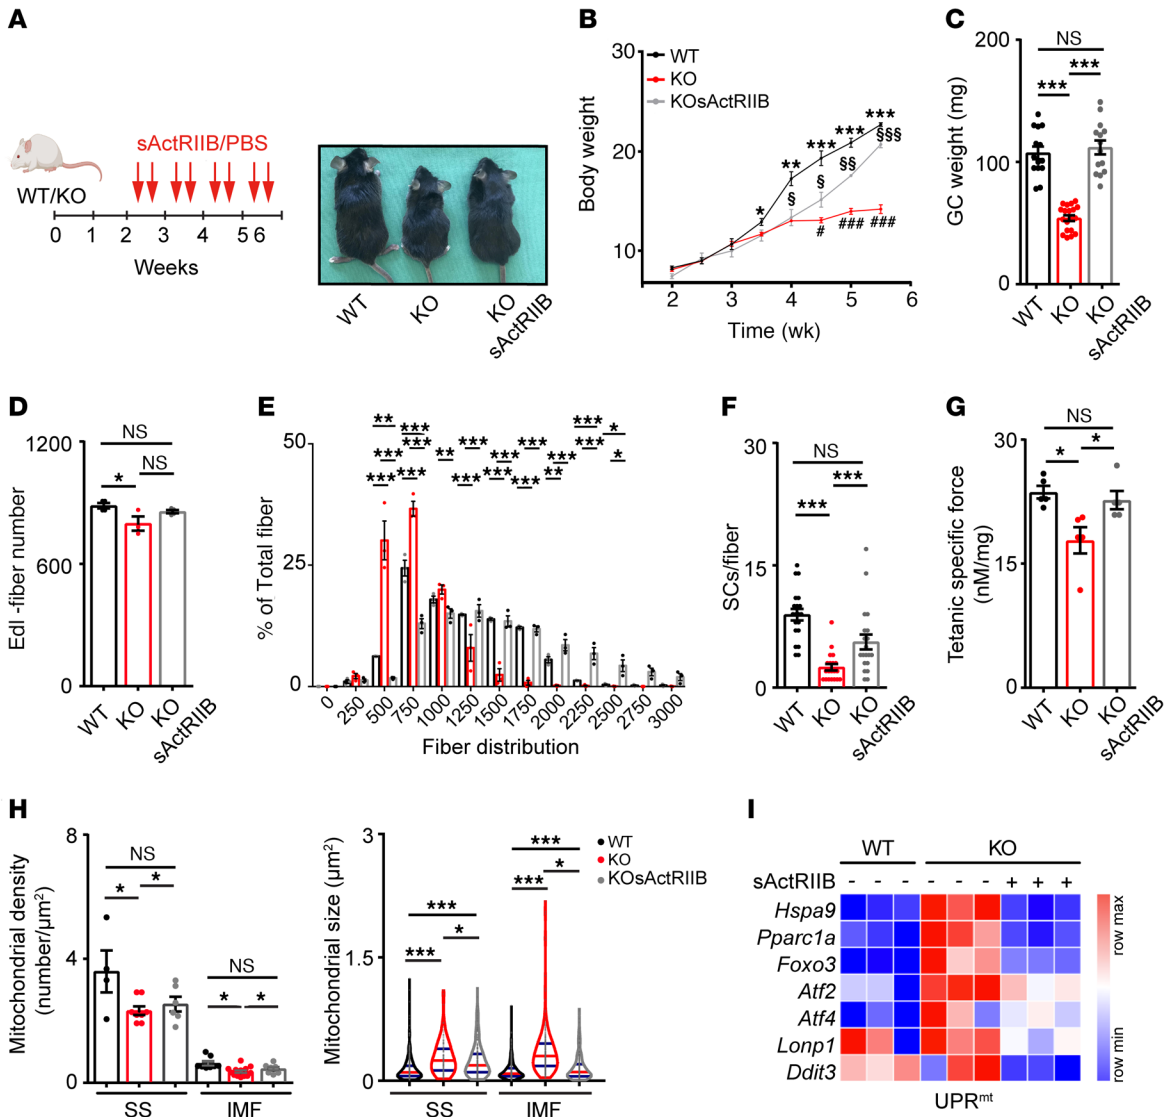 A
sActRIIB/PBS
WT/KO
0 1 2 3 4 5 6
Weeks
WT
KO
KO
sActRIIB
B
Body weight
30
20
10
WT
KO
KOsActRIIB
*
**
***
***
***
§
§
§§
§§§
#
###
###
2 3 4 5 6
Time (wk)
C
GC weight (mg)
200
100
0
NS
***
***
WT
KO
KO
sActRIIB
D
Edl -fiber number
1200
600
0
NS
*
NS
WT
KO
KO
sActRIIB
E
% of Total fiber
50
25
0
** *** *** *
*** ** *** *** ***
*** *** *** *
*** *** *** *** *** **
0 250 500 750 1000 1250 1500 1750 2000 2250 2500 2750 3000
Fiber distribution
F
SCs/fiber
30
15
0
NS
***
***
WT
KO
KO
sActRIIB
G
Tetanic specific force
(nM/mg)
30
15
0
NS
*
*
WT
KO
KO
sActRIIB
H
Mitochondrial density
(number/µm²)
8
4
0
NS
*
*
NS
*
*
SS
IMF
Mitochondrial size (µm²)
3
1.5
0
***
*
***
***
*
***
SS
IMF
WT
KO
KOsActRIIB
I
WT KO
sActRIIB - - - - - - + + +
Hspa9
Pparc1a
Foxo3
Atf2
Atf4
Lonp1
Ddit3
UPRᵐᵗ
row max
row min